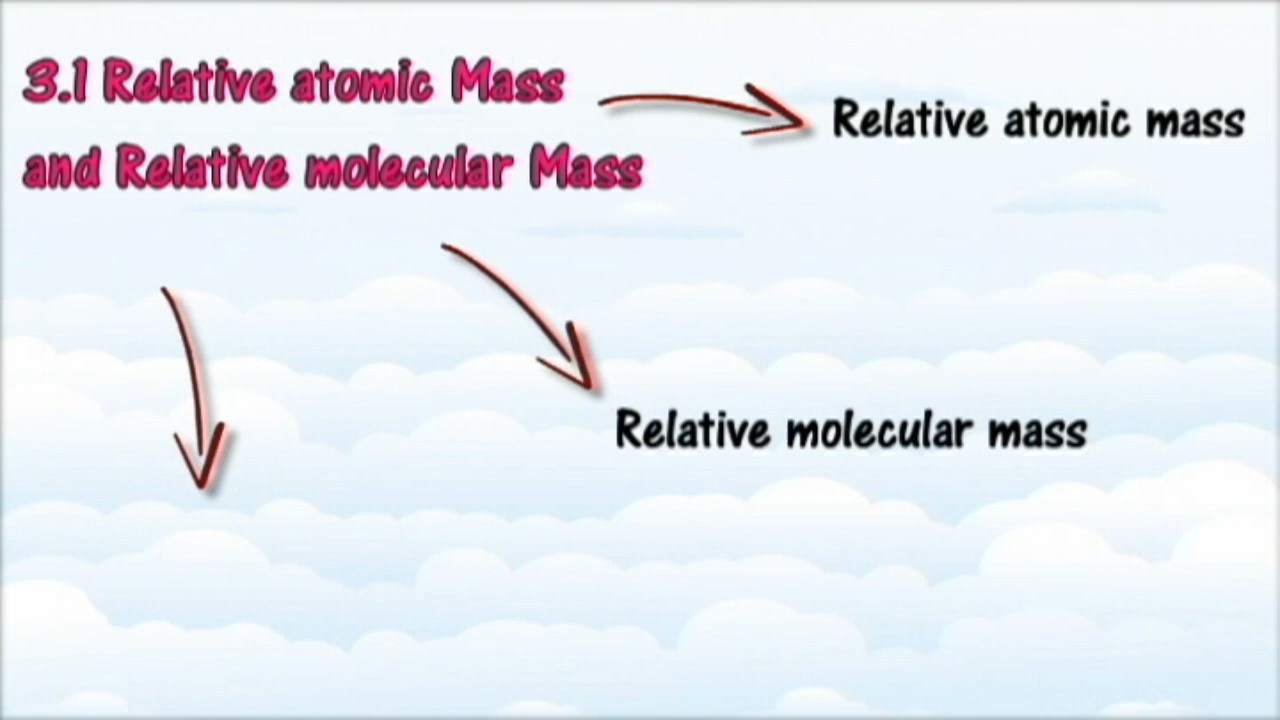 3.1 Relative atomic Mass
and Relative molecular Mass
Relative atomic mass
Relative molecular mass